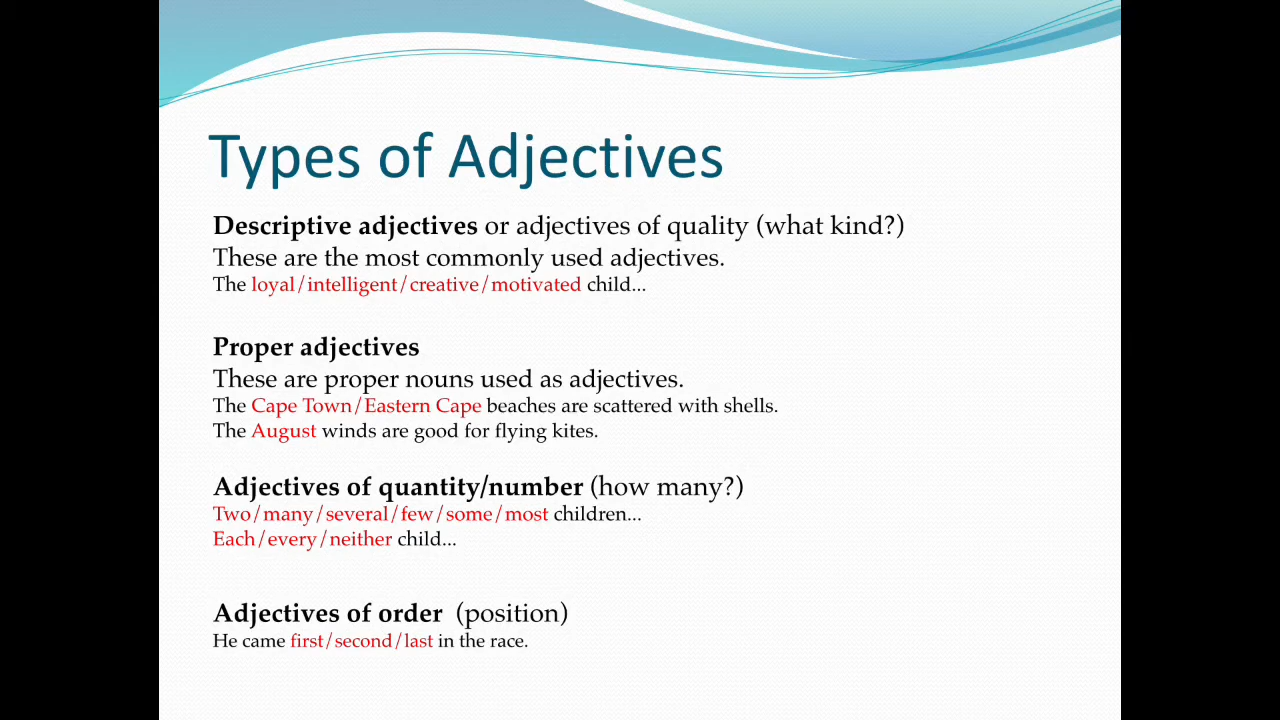 Types of Adjectives
Descriptive adjectives or adjectives of quality (what kind?)
These are the most commonly used adjectives.
The loyal/intelligent/creative/motivated child...
Proper adjectives
These are proper nouns used as adjectives.
The Cape Town/Eastern Cape beaches are scattered with shells.
The August winds are good for flying kites.
Adjectives of quantity/number (how many?)
Two/many/several/few/some/most children...
Each/every/neither child...
Adjectives of order (position)
He came first/second/last in the race.